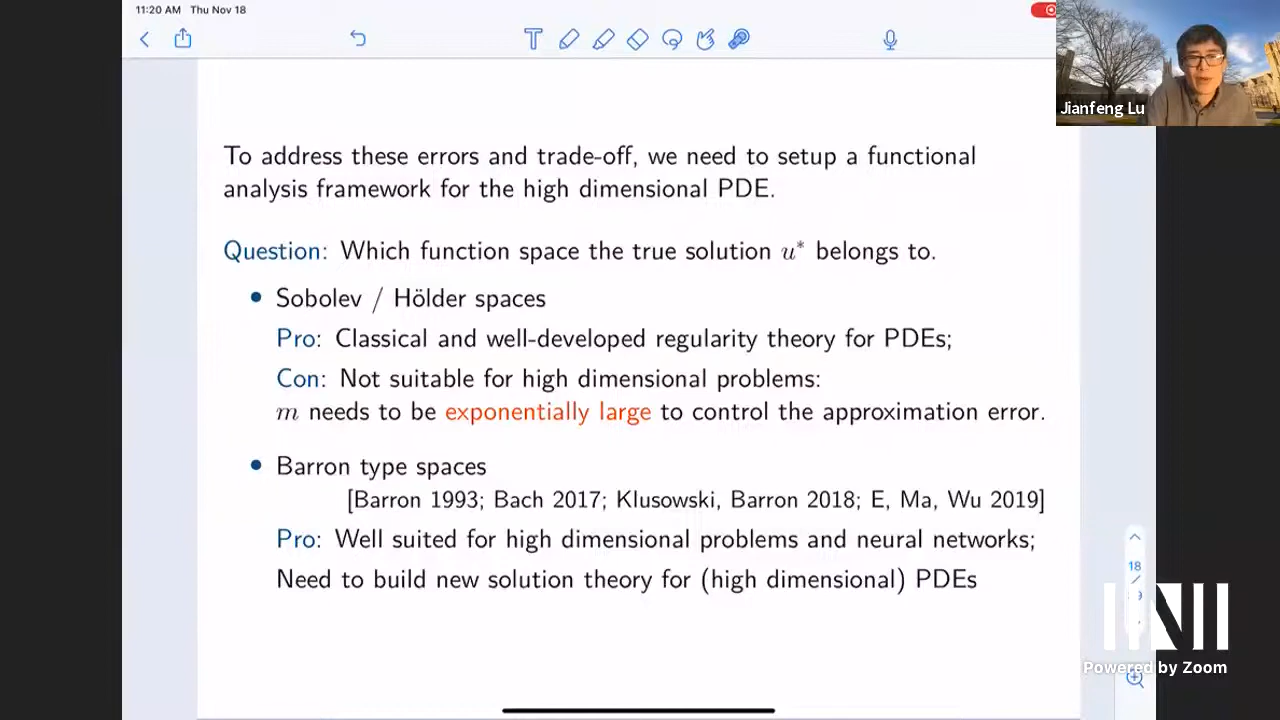 11:20 AM Thu Nov 18
Jianfeng Lu
To address these errors and trade-off, we need to setup a functional
analysis framework for the high dimensional PDE.
Question: Which function space the true solution u* belongs to.
• Sobolev / Hölder spaces
Pro: Classical and well-developed regularity theory for PDEs;
Con: Not suitable for high dimensional problems:
m needs to be exponentially large to control the approximation error.
• Barron type spaces
[Barron 1993; Bach 2017; Klusowski, Barron 2018; E, Ma, Wu 2019]
Pro: Well suited for high dimensional problems and neural networks;
Need to build new solution theory for (high dimensional) PDEs
18
/
Powered by Zoom